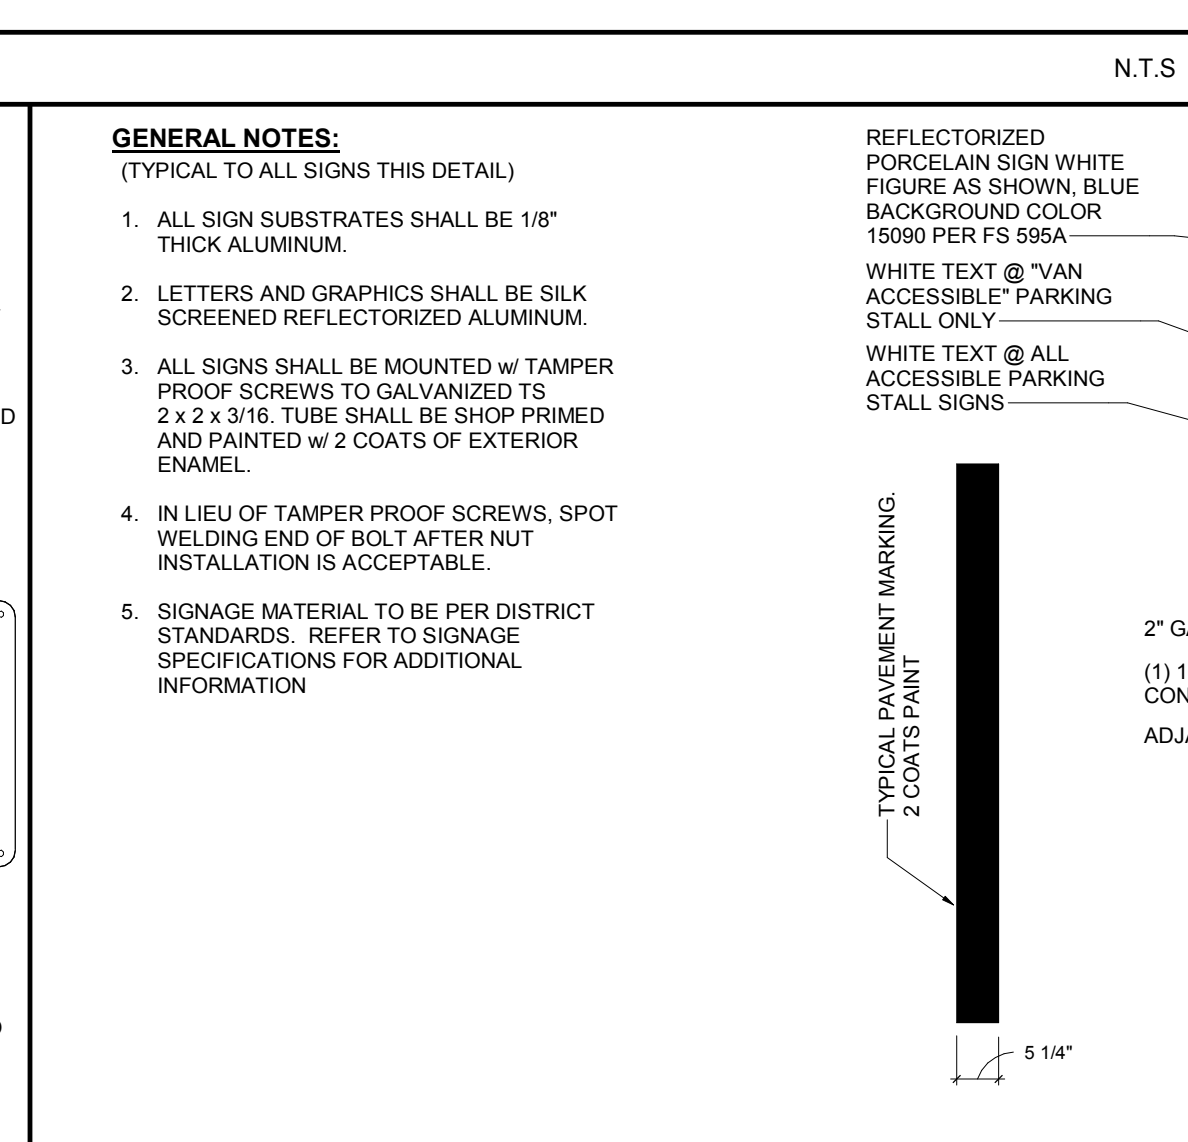 N.T.S
GENERAL NOTES:
(TYPICAL TO ALL SIGNS THIS DETAIL)
1. ALL SIGN SUBSTRATES SHALL BE 1/8"
THICK ALUMINUM.
2. LETTERS AND GRAPHICS SHALL BE SILK
SCREENED REFLECTORIZED ALUMINUM.
3. ALL SIGNS SHALL BE MOUNTED w/ TAMPER
PROOF SCREWS TO GALVANIZED TS
2 x 2 x 3/16. TUBE SHALL BE SHOP PRIMED
AND PAINTED w/ 2 COATS OF EXTERIOR
ENAMEL.
4. IN LIEU OF TAMPER PROOF SCREWS, SPOT
WELDING END OF BOLT AFTER NUT
INSTALLATION IS ACCEPTABLE.
5. SIGNAGE MATERIAL TO BE PER DISTRICT
STANDARDS. REFER TO SIGNAGE
SPECIFICATIONS FOR ADDITIONAL
INFORMATION
REFLECTORIZED
PORCELAIN SIGN WHITE
FIGURE AS SHOWN, BLUE
BACKGROUND COLOR
15090 PER FS 595A
WHITE TEXT @ "VAN
ACCESSIBLE" PARKING
STALL ONLY
WHITE TEXT @ ALL
ACCESSIBLE PARKING
STALL SIGNS
TYPICAL PAVEMENT MARKING.
2 COATS PAINT
5 1/4"
2"
(1) 1
CON